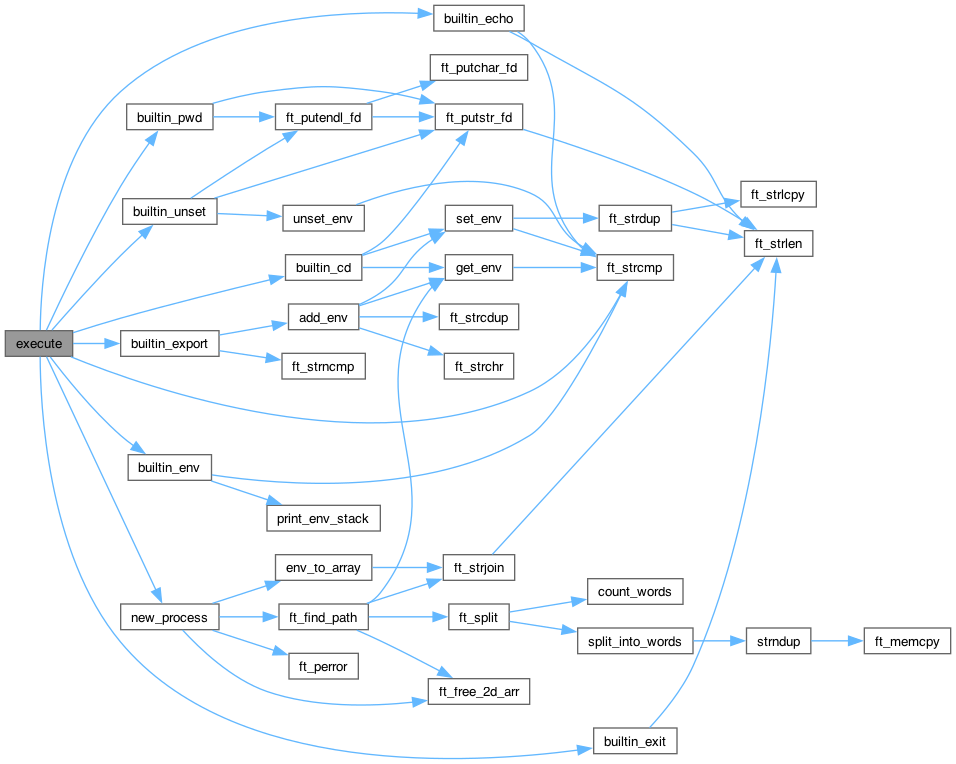 builtin_echo
ft_putchar_fd
builtin_pwd
ft_putendl_fd
ft_putstr_fd
ft_strlcpy
builtin_unset
unset_env
set_env
ft_strdup
ft_strlen
builtin_cd
get_env
ft_strcmp
add_env
ft_strcdup
execute
builtin_export
ft_strncmp
ft_strchr
builtin_env
print_env_stack
env_to_array
ft_strjoin
count_words
new_process
ft_find_path
ft_split
split_into_words
strndup
ft_memcpy
ft_perror
ft_free_2d_arr
builtin_exit